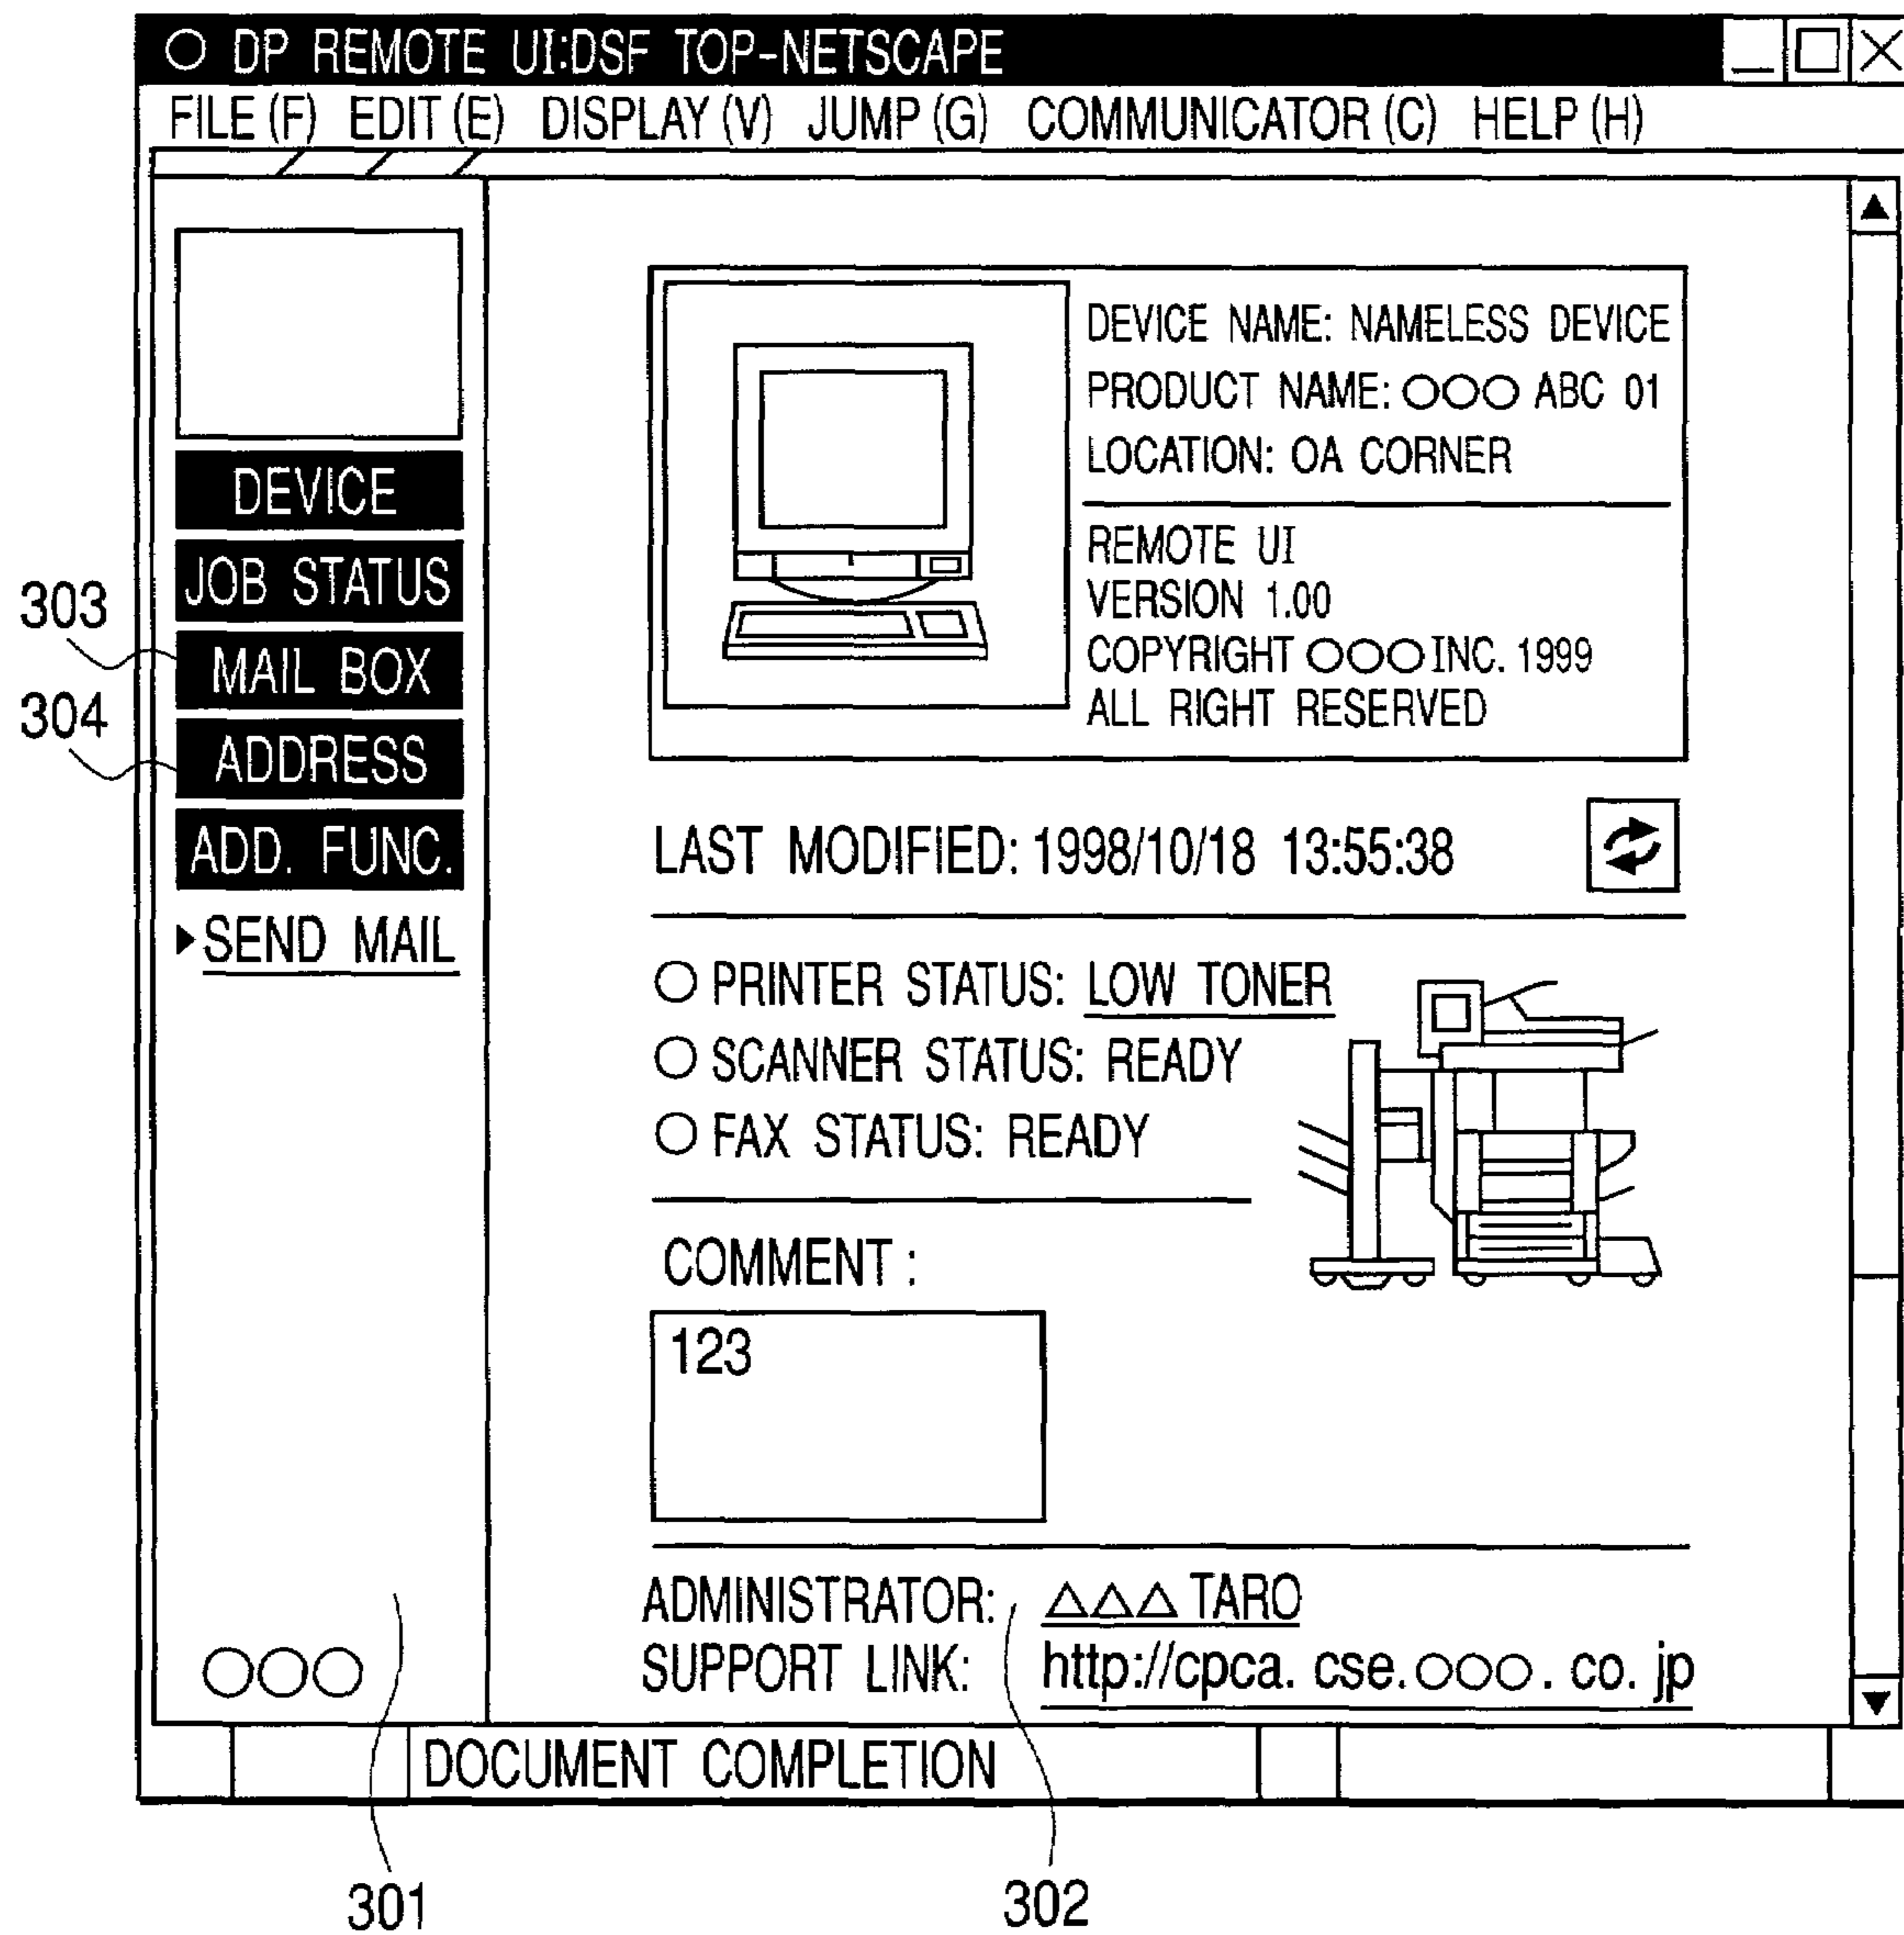 ○ DP REMOTE UI:DSF TOP-NETSCAPE
FILE (F) EDIT (E) DISPLAY (V) JUMP (G) COMMUNICATOR (C) HELP (H)
DEVICE
JOB STATUS
303
MAIL BOX
304
ADDRESS
ADD. FUNC.
SEND MAIL
○○○
301
DEVICE NAME: NAMELESS DEVICE
PRODUCT NAME: ○○○ ABC 01
LOCATION: OA CORNER
REMOTE UI
VERSION 1.00
COPYRIGHT ○○○ INC. 1999
ALL RIGHT RESERVED
LAST MODIFIED: 1998/10/18 13:55:38
○ PRINTER STATUS: LOW TONER
○ SCANNER STATUS: READY
○ FAX STATUS: READY
COMMENT :
123
ADMINISTRATOR: △△△ TARO
SUPPORT LINK: http://cpca. cse.○○○. co. jp
DOCUMENT COMPLETION
302